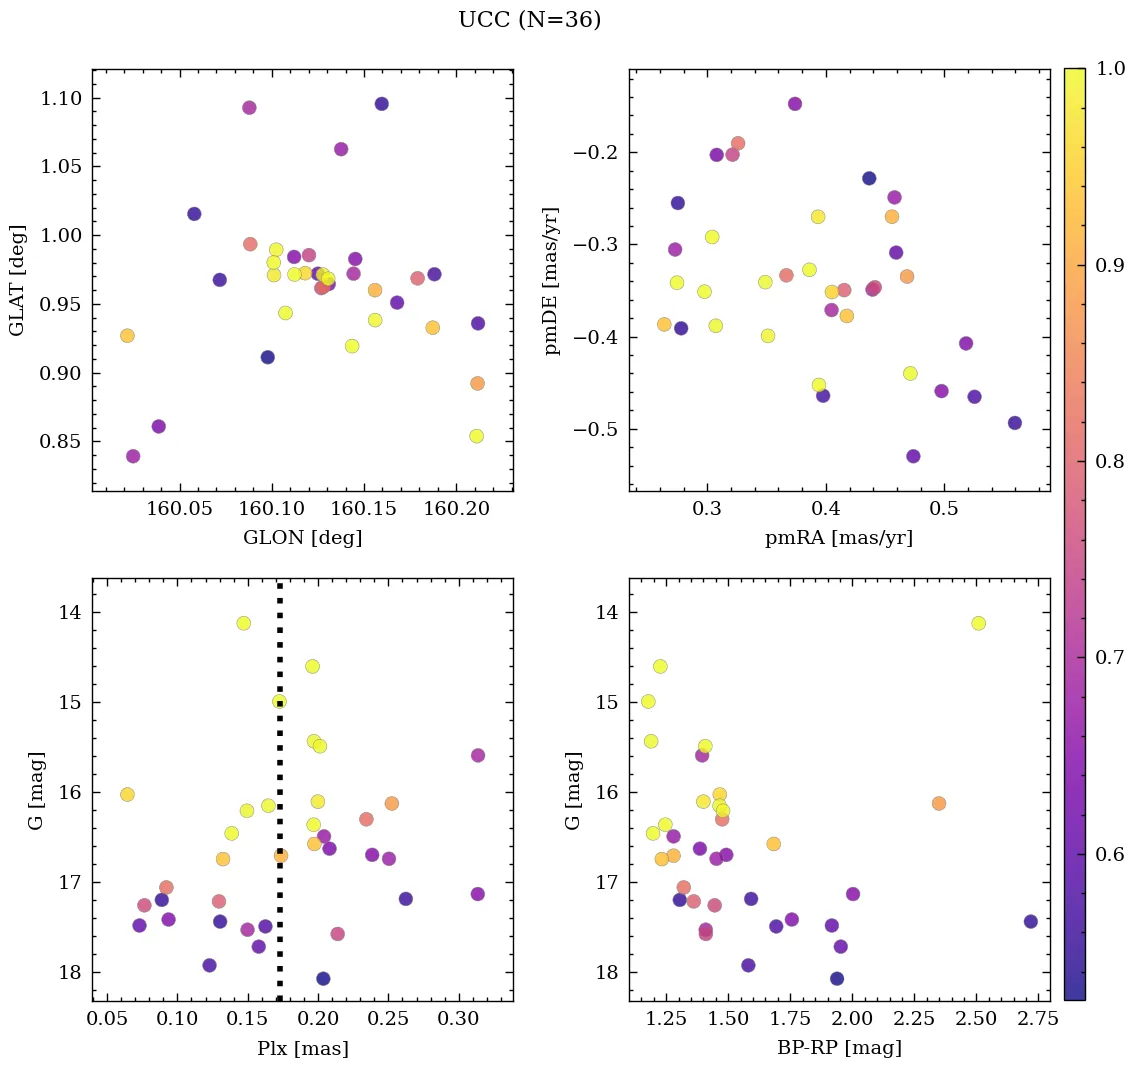 UCC (N=36)
1.10
1.05
1.00
0.95
0.90
0.85
GLAT [deg]
160.05 160.10 160.15 160.20
GLON [deg]
−0.2
−0.3
−0.4
−0.5
pmDE [mas/yr]
0.3 0.4 0.5
pmRA [mas/yr]
1.0
0.9
0.8
0.7
0.6
14
15
16
17
18
G [mag]
0.05 0.10 0.15 0.20 0.25 0.30
Plx [mas]
14
15
16
17
18
G [mag]
1.25 1.50 1.75 2.00 2.25 2.50 2.75
BP-RP [mag]